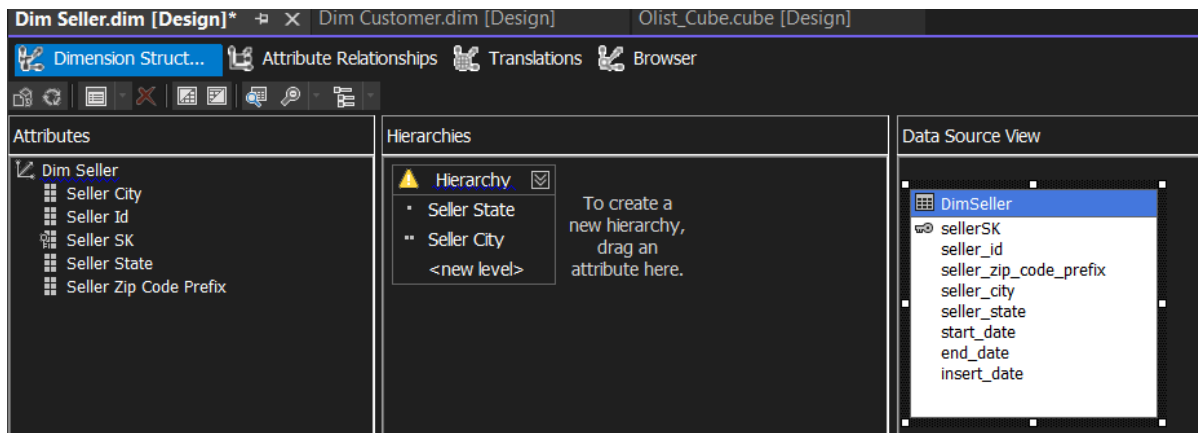 Dim Seller.dim [Design]* Dim Customer.dim [Design] Olist_Cube.cube [Design]
Dimension Struct... Attribute Relationships Translations Browser
Attributes
Dim Seller
Seller City
Seller Id
Seller SK
Seller State
Seller Zip Code Prefix
Hierarchies
Hierarchy
Seller State
Seller City
<new level>
To create a
new hierarchy,
drag an
attribute here.
Data Source View
DimSeller
sellerSK
seller_id
seller_zip_code_prefix
seller_city
seller_state
start_date
end_date
insert_date